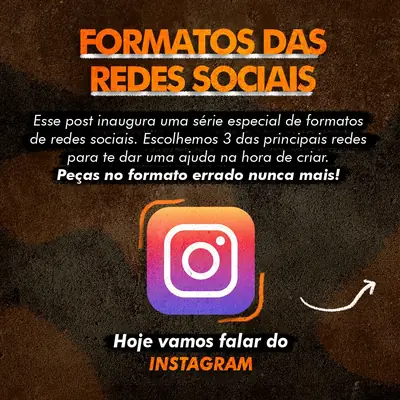 FORMATOS DAS
REDES SOCIAIS
Esse post inaugura uma série especial de formatos
de redes sociais. Escolhemos 3 das principais redes
para te dar uma ajuda na hora de criar.
Peças no formato errado nunca mais!
Hoje vamos falar do
INSTAGRAM